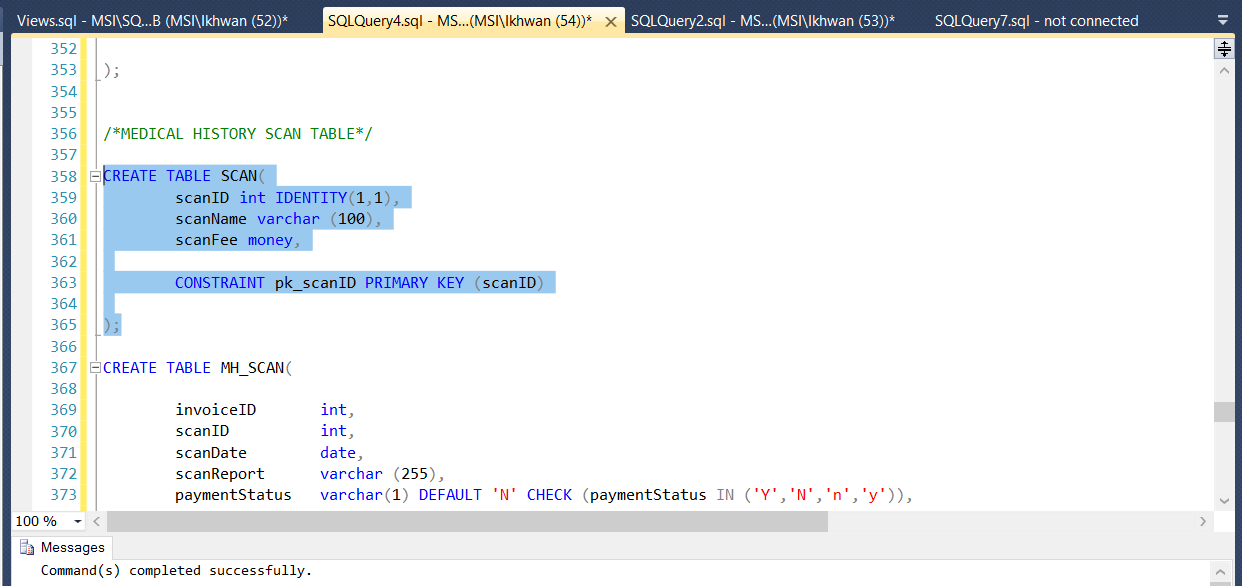 Views.sql - MSI\SQ...B (MSI\Ikhwan (52))* SQLQuery4.sql - MS...(MSI\Ikhwan (54))* SQLQuery2.sql - MS...(MSI\Ikhwan (53))* SQLQuery7.sql - not connected
352
353 );
354
355
356 /*MEDICAL HISTORY SCAN TABLE*/
357
358 CREATE TABLE SCAN(
359 scanID int IDENTITY(1,1),
360 scanName varchar (100),
361 scanFee money,
362
363 CONSTRAINT pk_scanID PRIMARY KEY (scanID)
364
365 );
366
367 CREATE TABLE MH_SCAN(
368
369 invoiceID int,
370 scanID int,
371 scanDate date,
372 scanReport varchar (255),
373 paymentStatus varchar(1) DEFAULT 'N' CHECK (paymentStatus IN ('Y','N','n','y')),
100 %
Messages
Command(s) completed successfully.